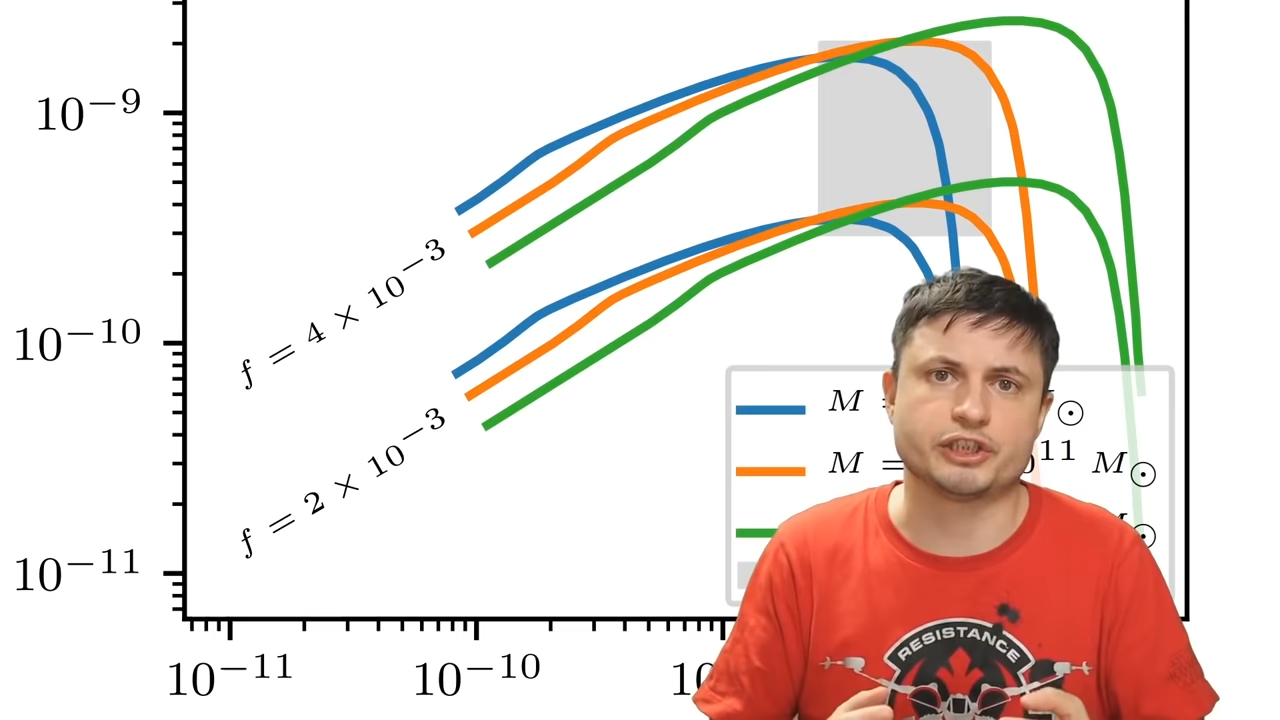 10⁻⁹
10⁻¹⁰
10⁻¹¹
f = 4 × 10⁻³
f = 2 × 10⁻³
M
☉
M =
11 M☉
☉
10⁻¹¹
10⁻¹⁰
RESISTANCE